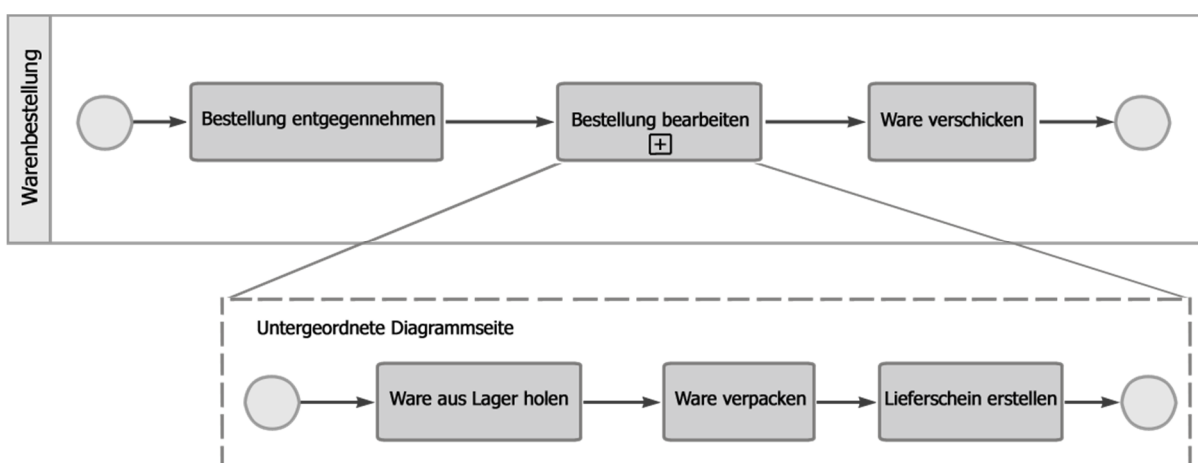 Warenbestellung
Bestellung entgegennehmen
Bestellung bearbeiten
Ware verschicken
Untergeordnete Diagrammseite
Ware aus Lager holen
Ware verpacken
Lieferschein erstellen